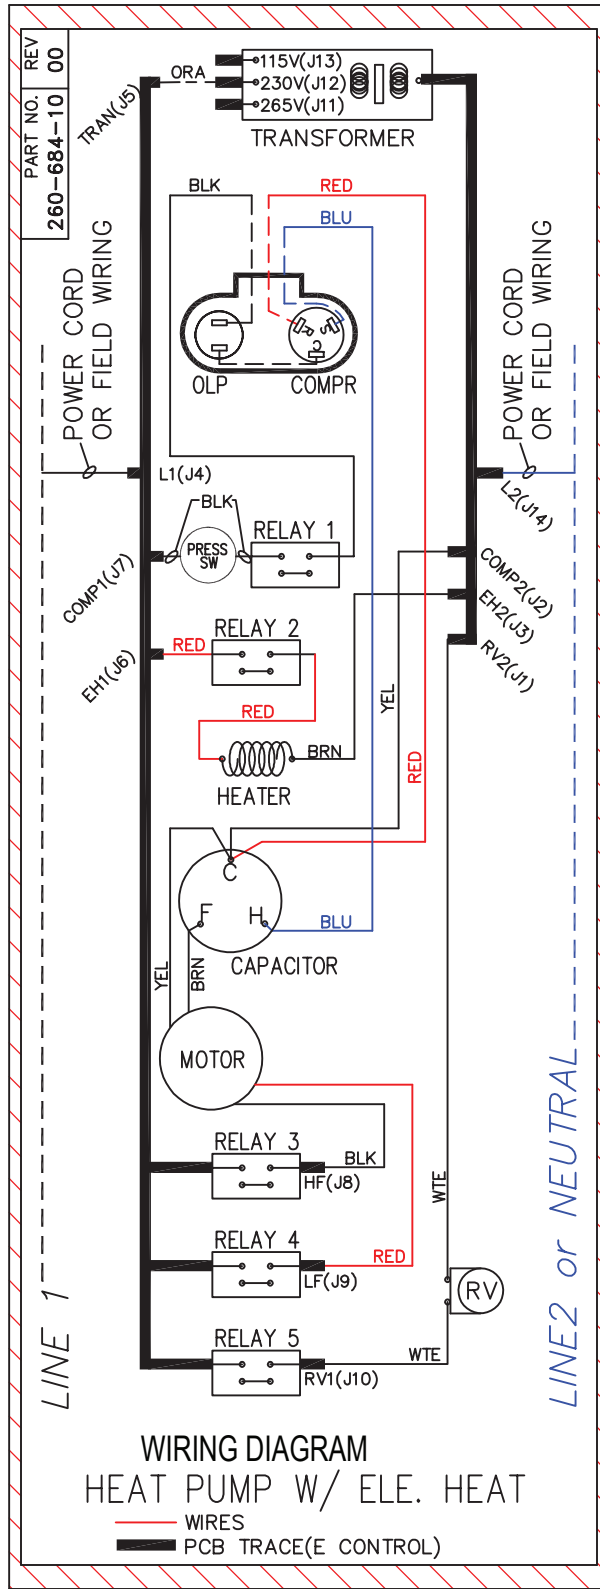 PART NO.
260-684-10
REV
00
TRAN(J5)
ORA
115V(J13)
230V(J12)
265V(J11)
TRANSFORMER
BLK
RED
BLU
POWER CORD
OR FIELD WIRING
R
S
C
OLP
COMPR
POWER CORD
OR FIELD WIRING
L1(J4)
L2(J14)
BLK
RELAY 1
PRESS
SW
COMP1(J7)
COMP2(J2)
EH2(J3)
RV2(J1)
RELAY 2
RED
EH1(J6)
RED
YEL
BRN
RED
HEATER
C
F
H
BLU
CAPACITOR
YEL
BRN
MOTOR
RELAY 3
BLK
HF(J8)
WTE
RELAY 4
RED
LF(J9)
RV
RELAY 5
WTE
RV1(J10)
LINE 1
LINE2 or NEUTRAL
WIRING DIAGRAM
HEAT PUMP W/ ELE. HEAT
WIRES
PCB TRACE(E CONTROL)